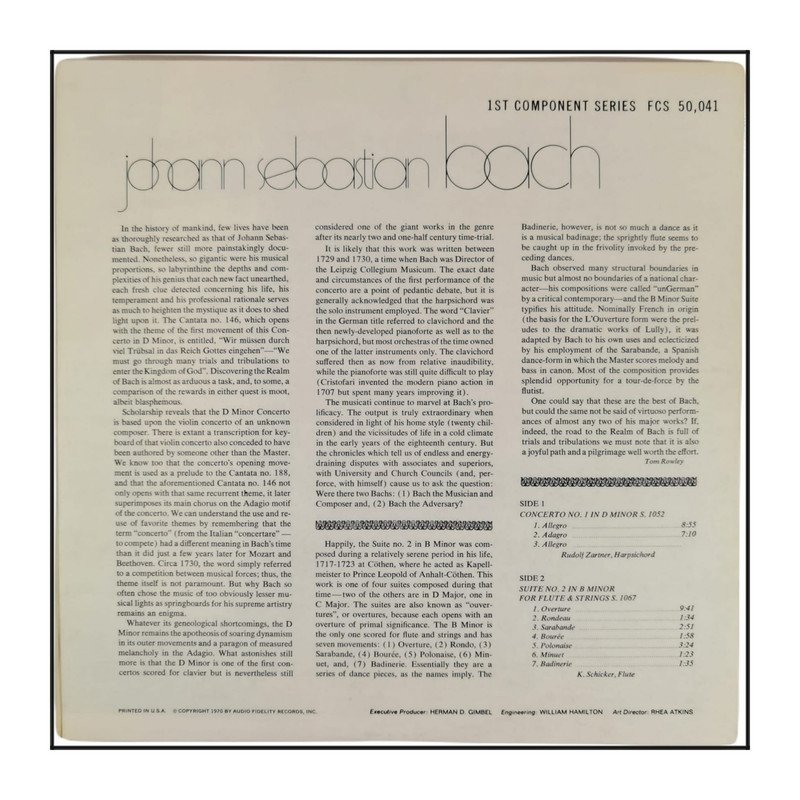 1ST COMPONENT SERIES FCS 50,041
johann sebastian bach
In the history of mankind, few lives have been
as thoroughly researched as that of Johann Sebas-
tian Bach, fewer still more painstakingly docu-
mented. Nonetheless, so gigantic were his musical
proportions, so labyrinthine the depths and com-
plexities of his genius that each new fact unearthed,
each fresh clue detected concerning his life, his
temperament and his professional rationale serves
as much to heighten the mystique as it does to shed
light upon it. The Cantata no. 146, which opens
with the theme of the first movement of this Con-
certo in D Minor, is entitled, "Wir müssen durch
viel Trübsal in das Reich Gottes eingehen"—"We
must go through many trials and tribulations to
enter the Kingdom of God". Discovering the Realm
of Bach is almost as arduous a task, and, to some, a
comparison of the rewards in either quest is moot,
albeit blasphemous.
Scholarship reveals that the D Minor Concerto
is based upon the violin concerto of an unknown
composer. There is extant a transcription for key-
board of that violin concerto also conceded to have
been authored by someone other than the Master.
We know too that the concerto's opening move-
ment is used as a prelude to the Cantata no. 188,
and that the aforementioned Cantata no. 146 not
only opens with that same recurrent theme, it later
superimposes its main chorus on the Adagio motif
of the concerto. We can understand the use and re-
use of favorite themes by remembering that the
term "concerto" (from the Italian "concertare" —
to compete) had a different meaning in Bach's time
than it did just a few years later for Mozart and
Beethoven. Circa 1730, the word simply referred
to a competition between musical forces; thus, the
theme itself is not paramount. But why Bach so
often chose the music of too obviously lesser mu-
sical lights as springboards for his supreme artistry
remains an enigma.
Whatever its geneological shortcomings, the D
Minor remains the apotheosis of soaring dynamism
in its outer movements and a paragon of measured
melancholy in the Adagio. What astonishes still
more is that the D Minor is one of the first con-
certos scored for clavier but is nevertheless still
considered one of the giant works in the genre
after its nearly two and one-half century time-trial.
It is likely that this work was written between
1729 and 1730, a time when Bach was Director of
the Leipzig Collegium Musicum. The exact date
and circumstances of the first performance of the
concerto are a point of pedantic debate, but it is
generally acknowledged that the harpsichord was
the solo instrument employed. The word "Clavier"
in the German title referred to clavichord and the
then newly-developed pianoforte as well as to the
harpsichord, but most orchestras of the time owned
one of the latter instruments only. The clavichord
suffered then as now from relative inaudibility,
while the pianoforte was quite difficult to play
(Cristofari invented the modern piano action in
1707 but spent many years improving it).
The musicati continue to marvel at Bach's pro-
lificacy. The output is truly extraordinary when
considered in light of his home style (twenty chil-
dren) and the vicissitudes of life in a cold climate
in the early years of the eighteenth century. But
the chronicles which tell us of endless and energy-
draining disputes with associates and superiors,
with University and Church Councils (and, per-
force, with himself) cause us to ask the question:
Were there two Bachs: (1) Bach the Musician and
Composer and, (2) Bach the Adversary?
Happily, the Suite no. 2 in B Minor was com-
posed during a relatively serene period in his life,
1717-1723 at Cöthen, where he acted as Kapell-
meister to Prince Leopold of Anhalt-Cöthen. This
work is one of four suites composed during that
time—two of the others are in D Major, one in
C Major. The suites are also known as "ouver-
tures", or overtures, because each opens with an
overture of primal significance. The B Minor is
the only one scored for flute and strings and has
seven movements: (1) Overture, (2) Rondo, (3)
Sarabande, (4) Bourée, (5) Polonaise, (6) Min-
uet, and, (7) Badinerie. Essentially they are a
series of dance pieces, as the names imply. The
Badinerie, however, is not so much a dance as it
is a musical badinage; the sprightly flute seems to
be caught up in the frivolity invoked by the pre-
ceding dances.
Bach observed many structural boundaries in
music but almost no boundaries of a national char-
acter—his compositions were called "unGerman"
by a critical contemporary—and the B Minor Suite
typifies his attitude. Nominally French in origin
(the basis for the L'Ouverture form were the pre-
ludes to the dramatic works of Lully), it was
adapted by Bach to his own uses and eclecticized
by his employment of the Sarabande, a Spanish
dance-form in which the Master scores melody and
bass in canon. Most of the composition provides
splendid opportunity for a tour-de-force by the
flutist.
One could say that these are the best of Bach,
but could the same not be said of virtuoso perform-
ances of almost any two of his major works? If,
indeed, the road to the Realm of Bach is full of
trials and tribulations we must note that it is also
a joyful path and a pilgrimage well worth the effort.
Tom Rowley
SIDE 1
CONCERTO NO. 1 IN D MINOR S. 1052
1. Allegro 8:55
2. Adagro 7:10
3. Allegro
Rudolf Zartner, Harpsichord
SIDE 2
SUITE NO. 2 IN B MINOR
FOR FLUTE & STRINGS S. 1067
1. Overture 9:41
2. Rondeau 1:34
3. Sarabande 2:51
4. Bourée 1:58
5. Polonaise 3:24
6. Minuet 1:23
7. Badinerie 1:35
K. Schicker, Flute
PRINTED IN U.S.A. © COPYRIGHT 1970 BY AUDIO FIDELITY RECORDS, INC. Executive Producer: HERMAN D. GIMBEL Engineering: WILLIAM HAMILTON Art Director: RHEA ATKINS